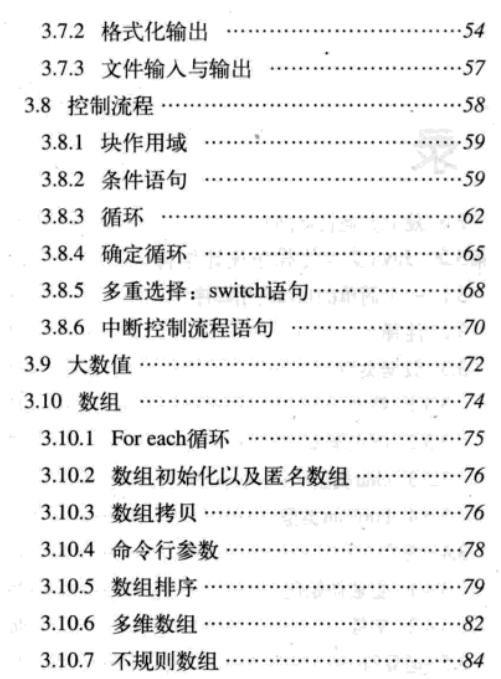 3.7.2 格式化输出 ……………………………54
3.7.3 文件输入与输出 ………………………57
3.8 控制流程……………………………………58
3.8.1 块作用域 ………………………………59
3.8.2 条件语句 ………………………………59
3.8.3 循环 ……………………………………62
3.8.4 确定循环 ………………………………65
3.8.5 多重选择：switch语句…………………68
3.8.6 中断控制流程语句 ……………………70
3.9 大数值………………………………………72
3.10 数组 ………………………………………74
3.10.1 For each循环 …………………………75
3.10.2 数组初始化以及匿名数组……………76
3.10.3 数组拷贝………………………………76
3.10.4 命令行参数……………………………78
3.10.5 数组排序………………………………79
3.10.6 多维数组………………………………82
3.10.7 不规则数组……………………………84